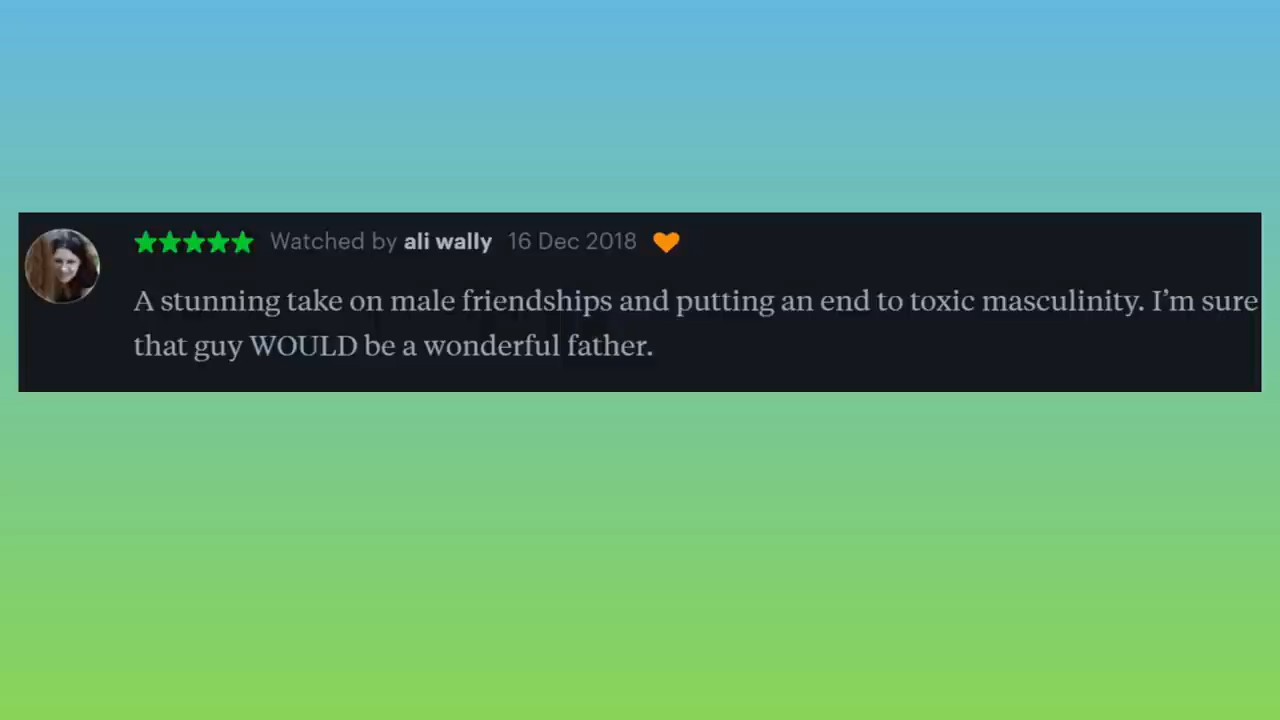 Watched by ali wally 16 Dec 2018
A stunning take on male friendships and putting an end to toxic masculinity. I’m sure
that guy WOULD be a wonderful father.